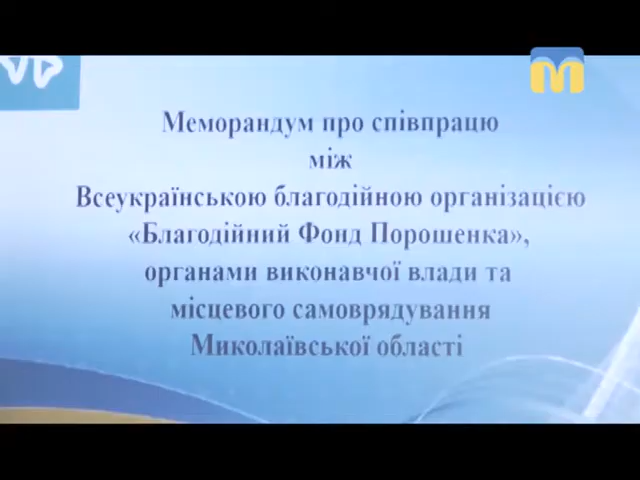 Меморандум про співпрацю
між
Всеукраїнською благодійною організацією
«Благодійний Фонд Порошенка»,
органами виконавчої влади та
місцевого самоврядування
Миколаївської області